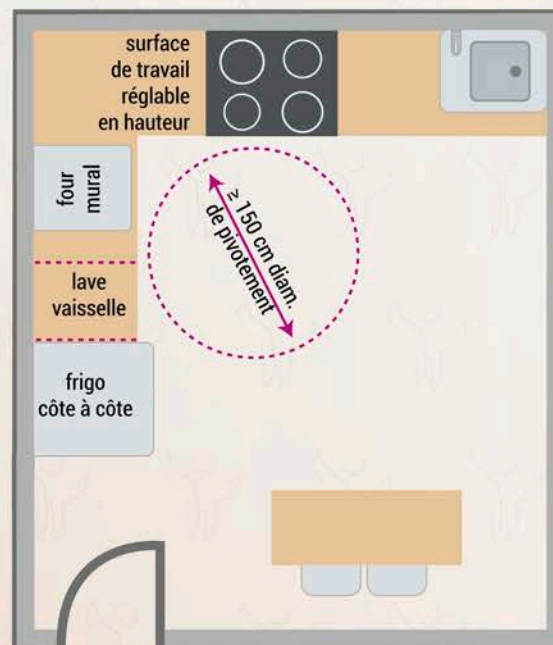 surface
de travail
réglable
en hauteur
four
mural
≥ 150 cm diam.
de pivotement
lave
vaisselle
frigo
côte à côte